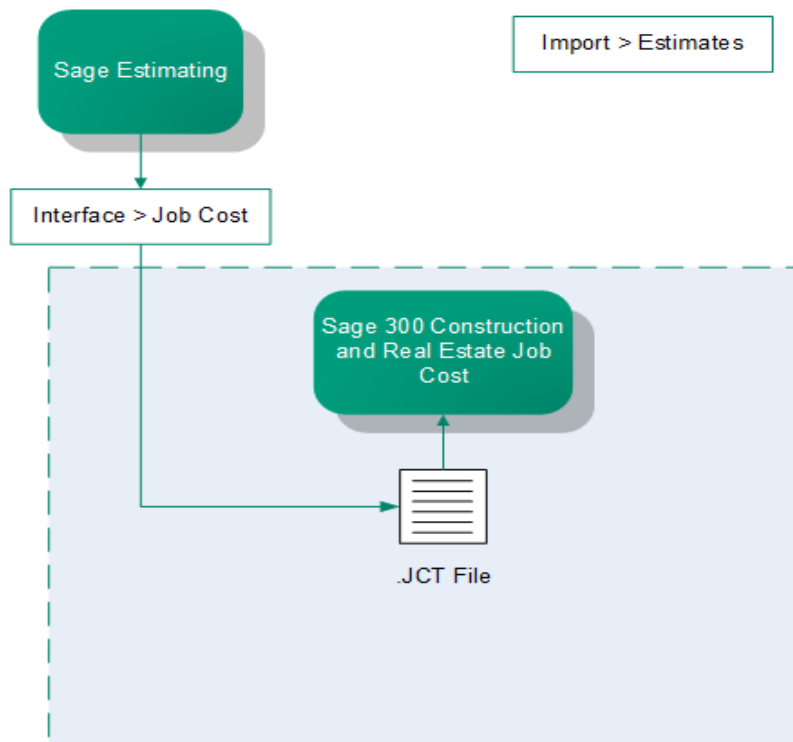 Sage Estimating
Import > Estimates
Interface > Job Cost
Sage 300 Construction
and Real Estate Job
Cost
.JCT File